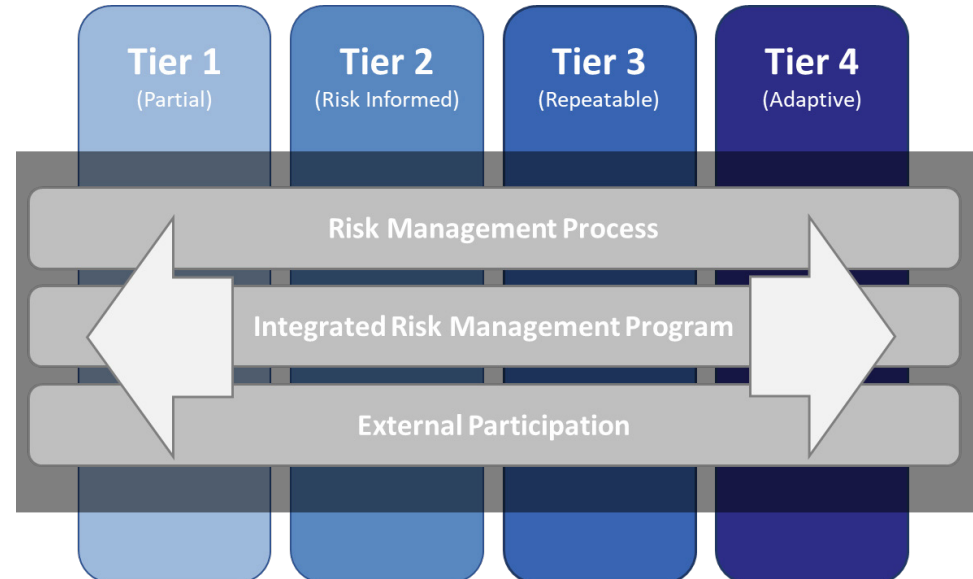 Tier 1
(Partial)
Tier 2
(Risk Informed)
Tier 3
(Repeatable)
Tier 4
(Adaptive)
Risk Management Process
Integrated Risk Management Program
External Participation